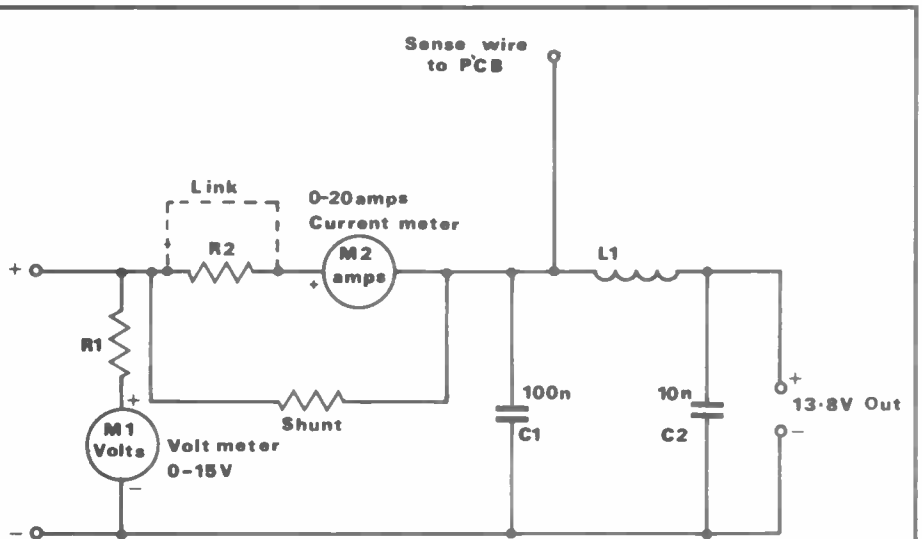 Sense wire
to PCB
Link
0-20amps
Current meter
R2
M2
amps
L1
+
+
R1
+
M1
Volts
-
Volt meter
0-15V
Shunt
100n
C1
10n
C2
+
13·8V Out
-
-